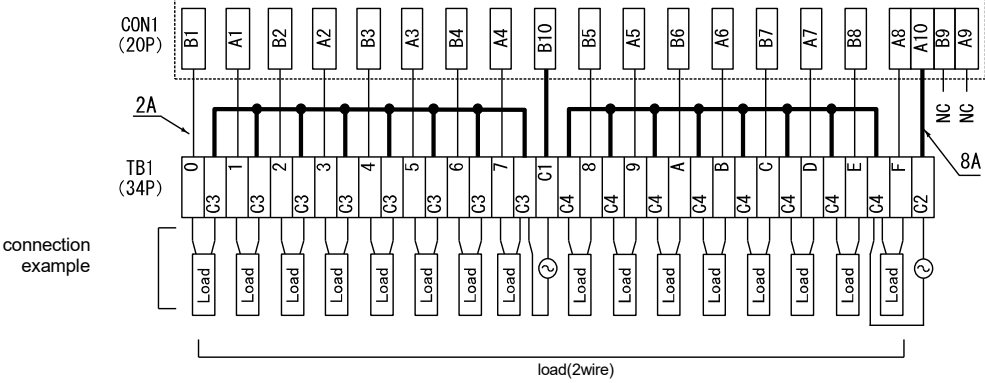 CON1
(20P)
B1 A1 B2 A2 B3 A3 B4 A4 B10 B5 A5 B6 A6 B7 A7 B8 A8 A10 B9 A9
2A
NC NC
8A
TB1
(34P)
0 C3 1 C3 2 C3 3 C3 4 C3 5 C3 6 C3 7 C3 C1 C4 8 C4 9 C4 A C4 B C4 C C4 D C4 E C4 F C2
connection
example
Load Load Load Load Load Load Load Load Load Load Load Load Load Load Load Load
load(2wire)